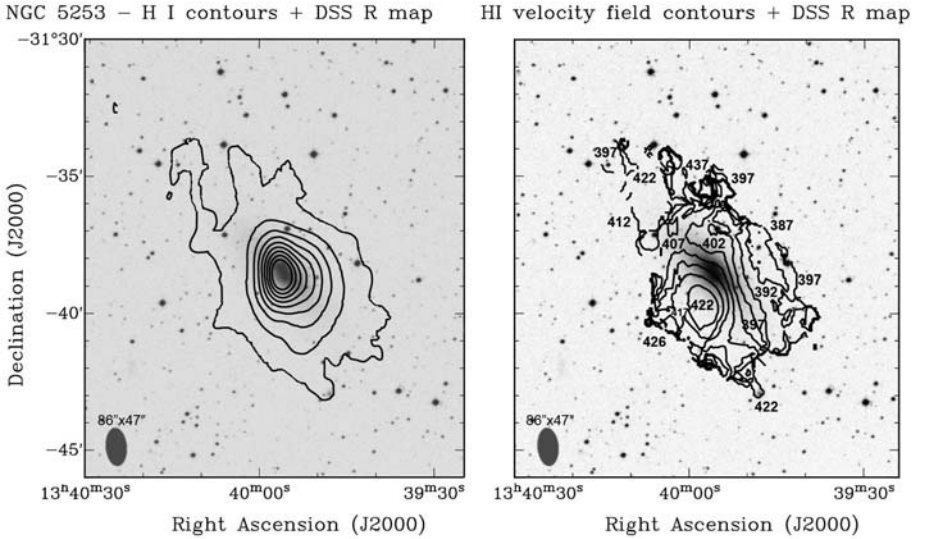 NGC 5253 – H I contours + DSS R map
HI velocity field contours + DSS R map
Declination (J2000)
−31°30'
−35'
−40'
−45'
86"x47"
13ʰ40ᵐ30ˢ
40ᵐ00ˢ
39ᵐ30ˢ
Right Ascension (J2000)
397
422
437
397
412
407
402
387
397
392
422
417
397
426
422
86"x47"
13ʰ40ᵐ30ˢ
40ᵐ00ˢ
39ᵐ30ˢ
Right Ascension (J2000)